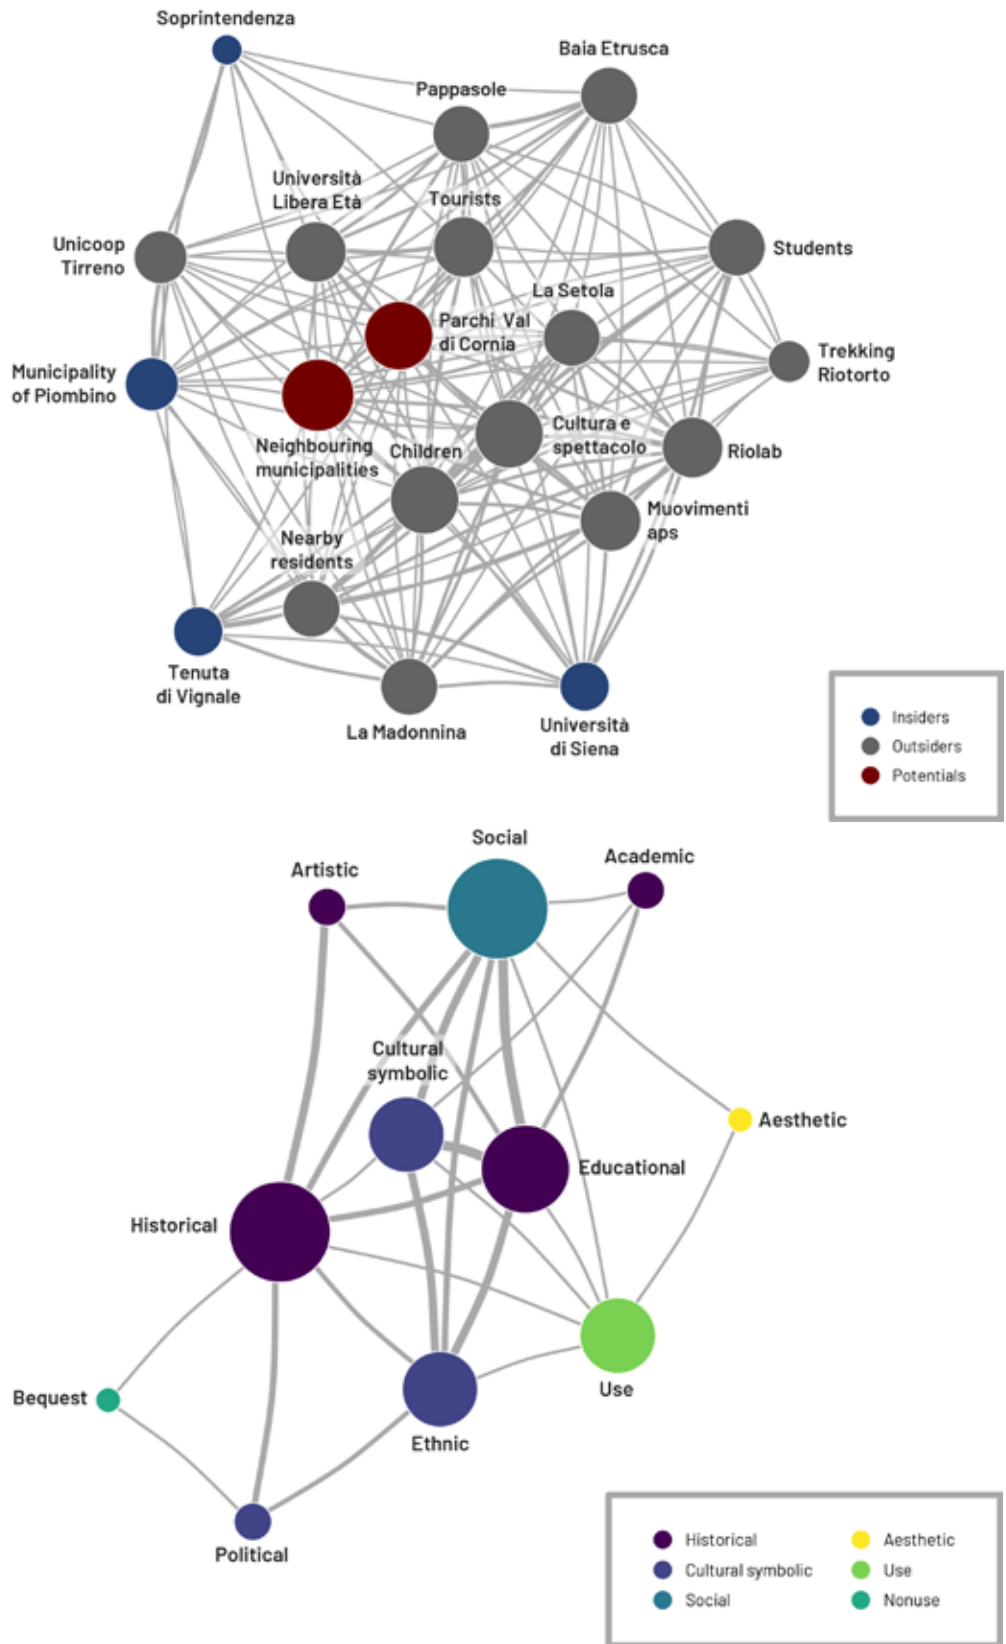 Soprintendenza
Baia Etrusca
Pappasole
Università
Libera Età
Tourists
Unicoop
Tirreno
Students
La Setola
Parchi Val
di Cornia
Trekking
Riotorto
Municipality
of Piombino
Cultura e
spettacolo
Neighbouring
municipalities
Children
Riolab
Muovimenti
aps
Nearby
residents
Tenuta
di Vignale
La Madonnina
Università
di Siena
Insiders
Outsiders
Potentials
Social
Academic
Artistic
Cultural
symbolic
Aesthetic
Educational
Historical
Use
Bequest
Ethnic
Political
Historical
Cultural symbolic
Social
Aesthetic
Use
Nonuse